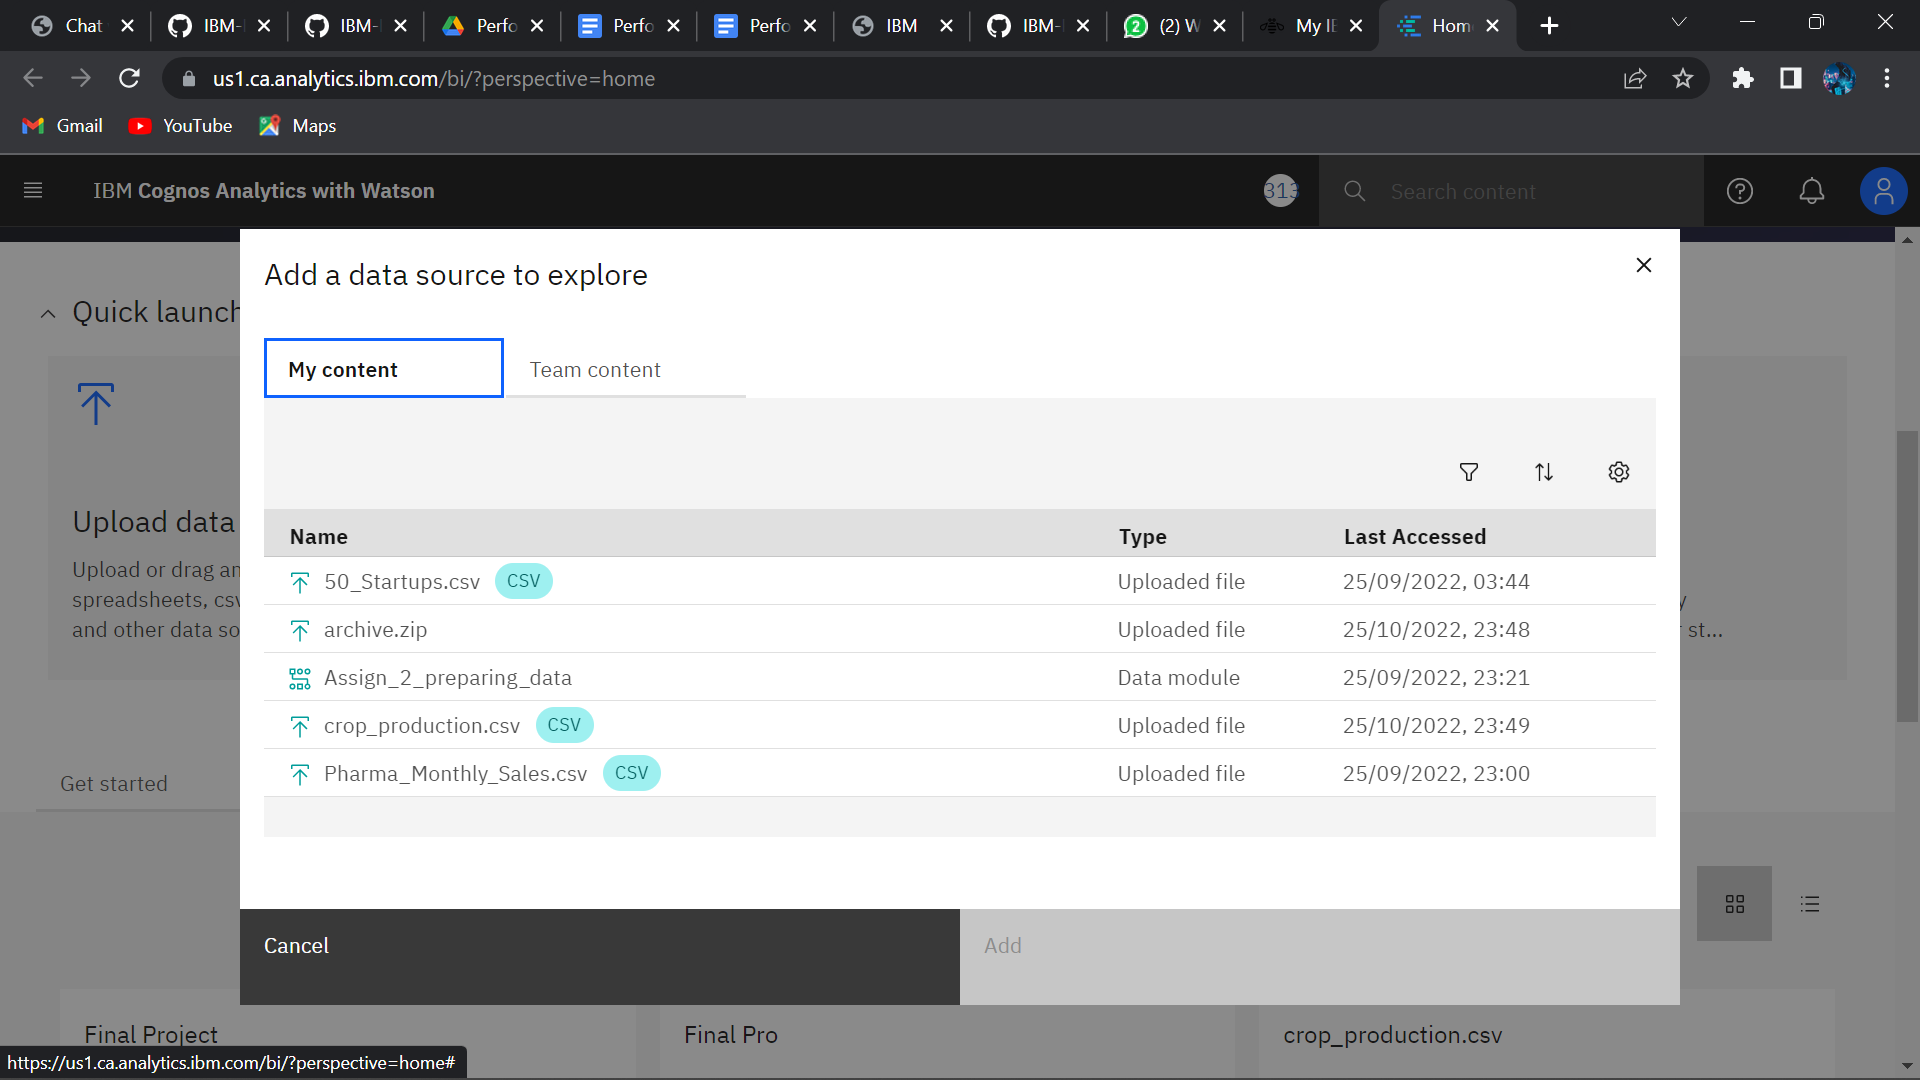 Chat
IBM-
IBM-
Perfo
Perfo
Perfo
IBM
IBM-
(2) W
My IB
Hom
us1.ca.analytics.ibm.com/bi/?perspective=home
Gmail
YouTube
Maps
IBM Cognos Analytics with Watson
313
Search content
Add a data source to explore
Quick launch
My content
Team content
Upload data
Upload or drag an
spreadsheets, csv
and other data so
st...
Name Type Last Accessed
50_Startups.csv CSV Uploaded file 25/09/2022, 03:44
archive.zip Uploaded file 25/10/2022, 23:48
Assign_2_preparing_data Data module 25/09/2022, 23:21
crop_production.csv CSV Uploaded file 25/10/2022, 23:49
Pharma_Monthly_Sales.csv CSV Uploaded file 25/09/2022, 23:00
Get started
Cancel
Add
Final Project
Final Pro
crop_production.csv
https://us1.ca.analytics.ibm.com/bi/?perspective=home#